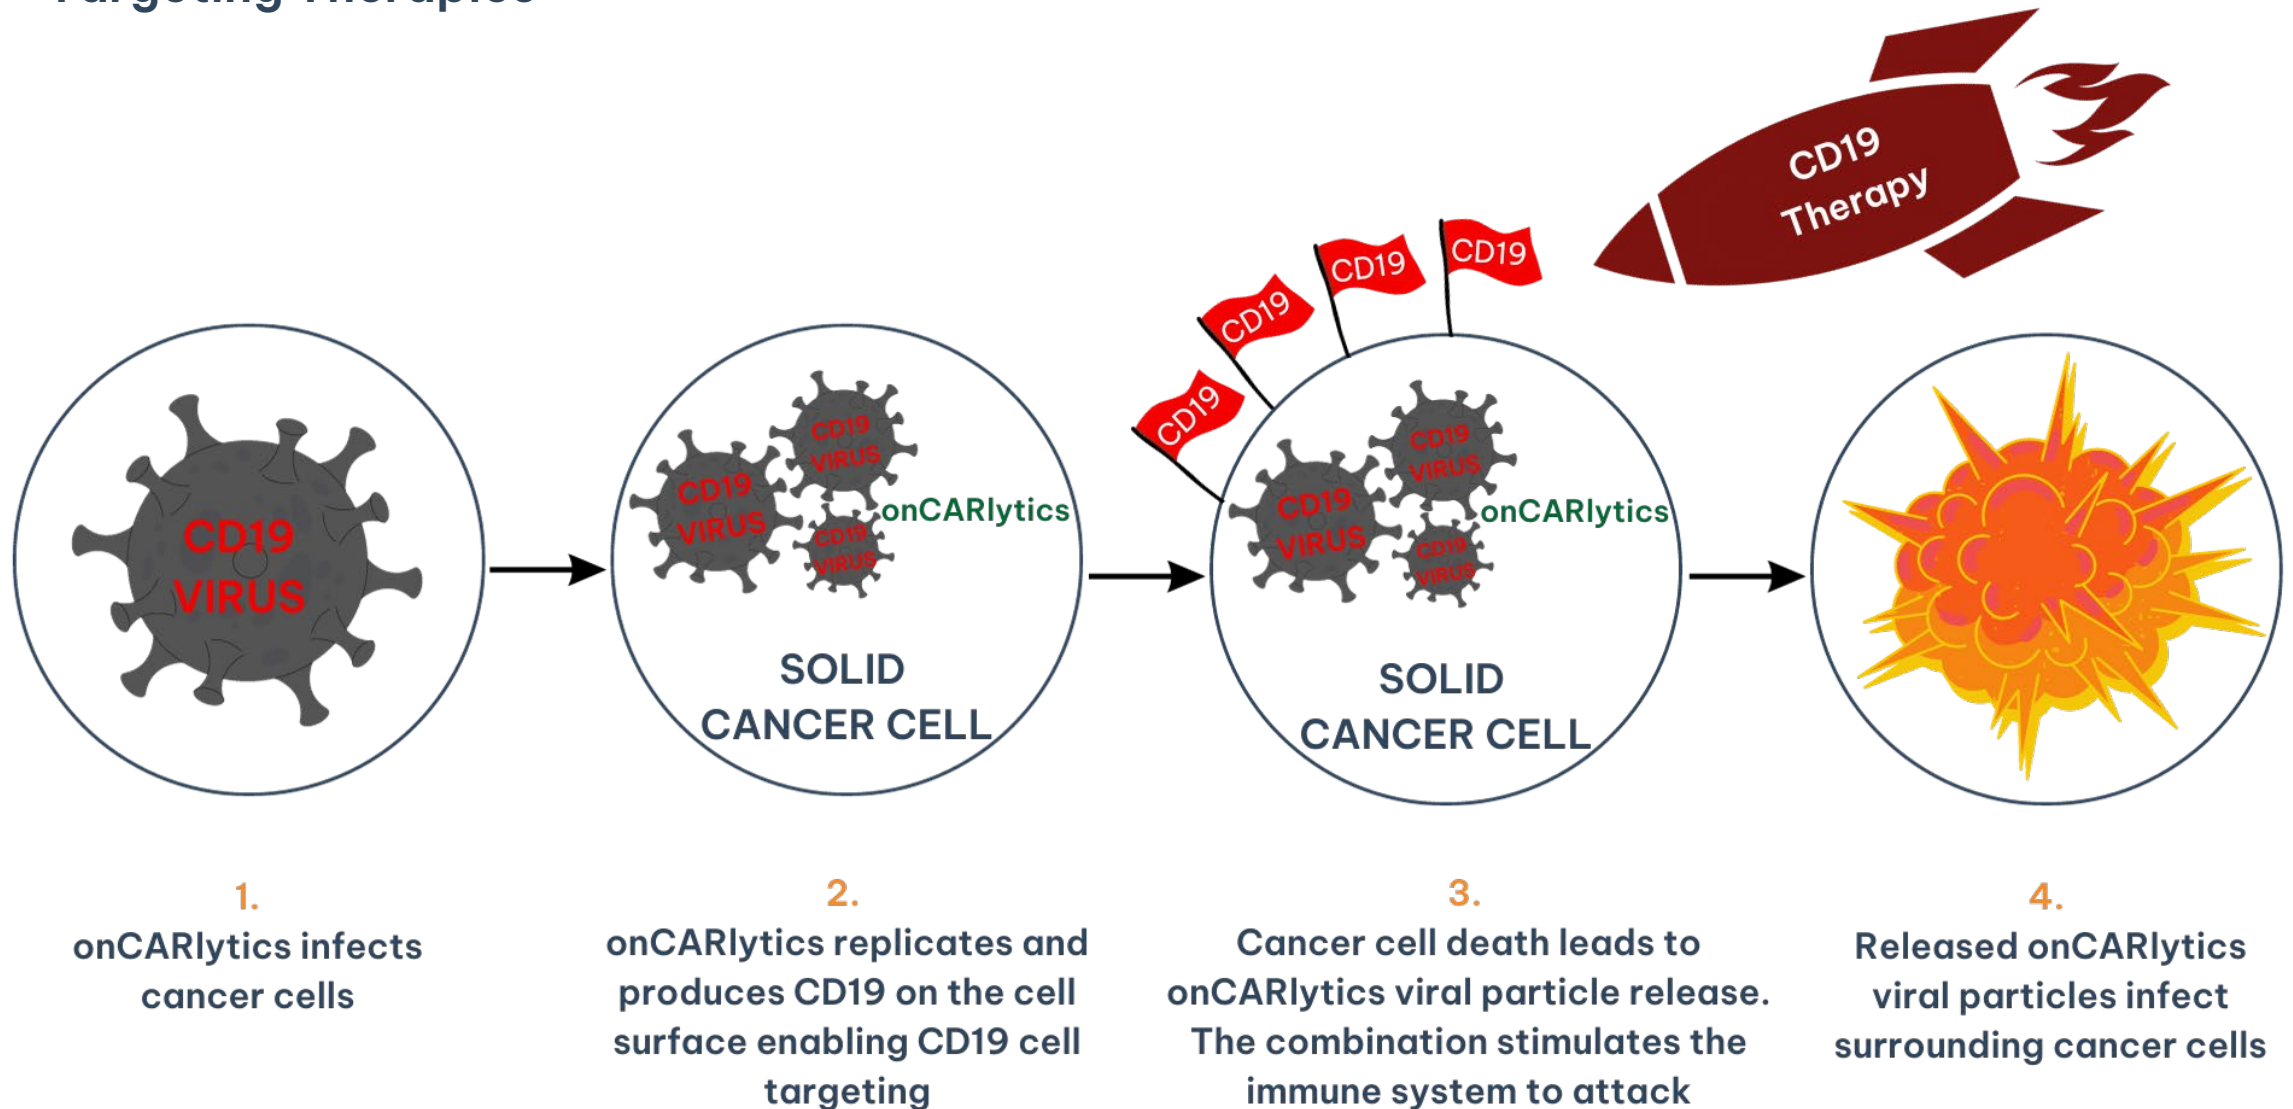 Targeting Therapies
CD19
Therapy
CD19
CD19
CD19
CD19
CD19
VIRUS
CD19
VIRUS
CD19
VIRUS
CD19
VIRUS
onCARlytics
SOLID
CANCER CELL
CD19
VIRUS
CD19
VIRUS
CD19
VIRUS
onCARlytics
SOLID
CANCER CELL
1.
onCARlytics infects
cancer cells
2.
onCARlytics replicates and
produces CD19 on the cell
surface enabling CD19 cell
targeting
3.
Cancer cell death leads to
onCARlytics viral particle release.
The combination stimulates the
immune system to attack
4.
Released onCARlytics
viral particles infect
surrounding cancer cells